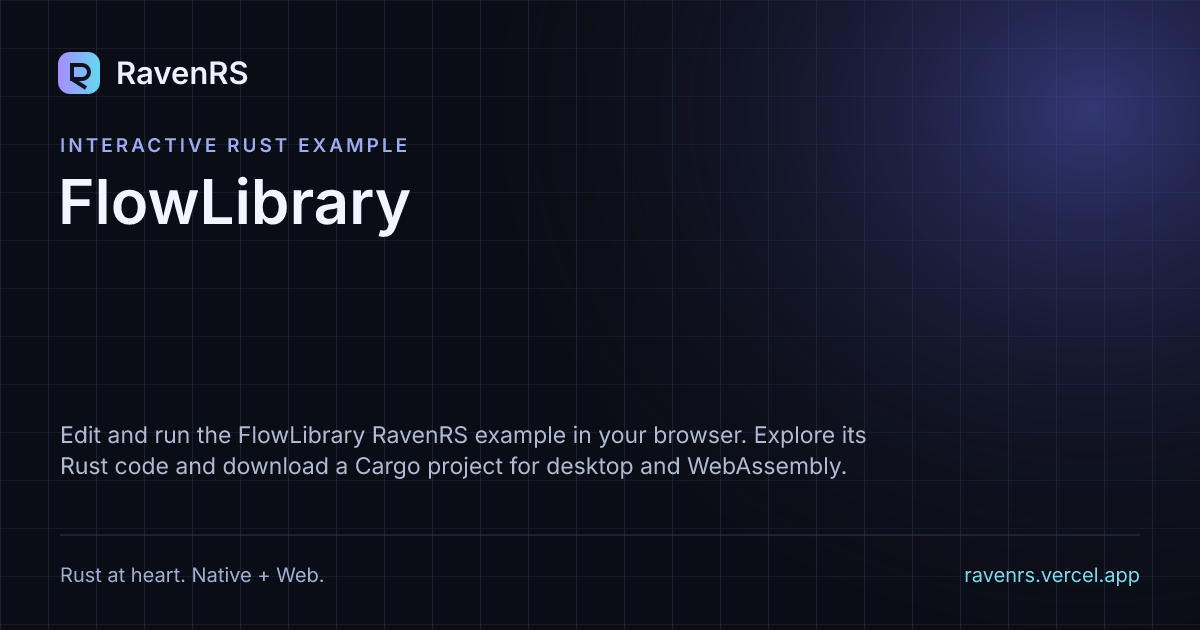 RavenRS
INTERACTIVE RUST EXAMPLE
FlowLibrary
Edit and run the FlowLibrary RavenRS example in your browser. Explore its
Rust code and download a Cargo project for desktop and WebAssembly.
Rust at heart. Native + Web.
ravenrs.vercel.app